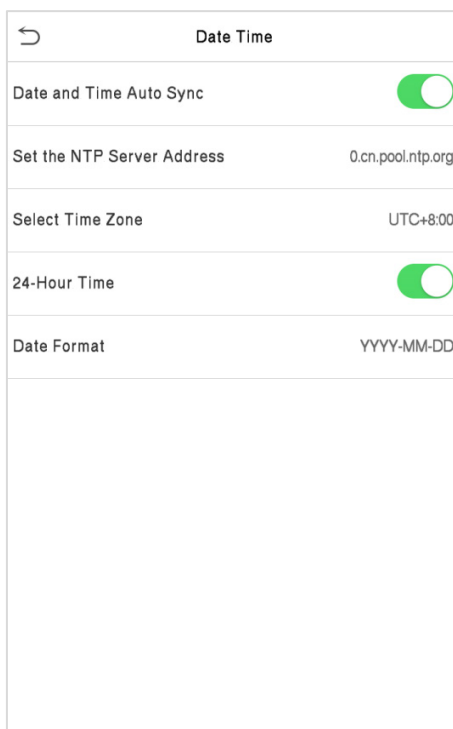 Date Time
Date and Time Auto Sync
Set the NTP Server Address 0.cn.pool.ntp.org
Select Time Zone UTC+8:00
24-Hour Time
Date Format YYYY-MM-DD